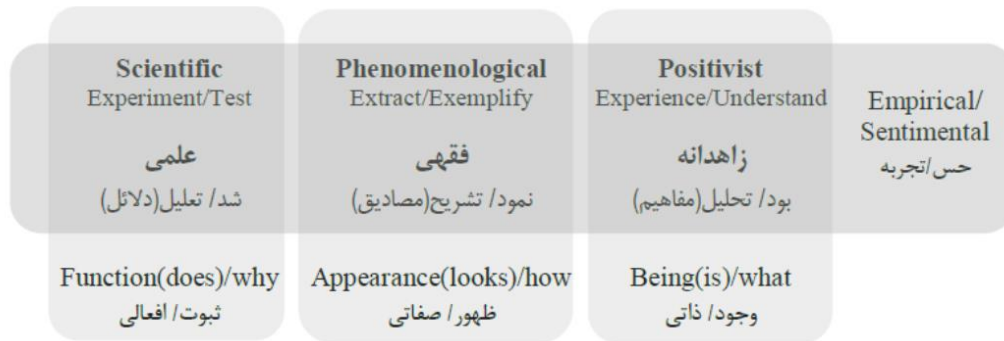 Scientific
Experiment/Test
علمی
شد/ تعلیل(دلائل)
Function(does)/why
ثبوت/ افعالی
Phenomenological
Extract/Exemplify
فقهی
نمود/ تشریح(مصادیق)
Appearance(looks)/how
ظهور/ صفاتی
Positivist
Experience/Understand
زاهدانه
بود/ تحلیل(مفاهیم)
Being(is)/what
وجود/ ذاتی
Empirical/
Sentimental
حس/تجربه